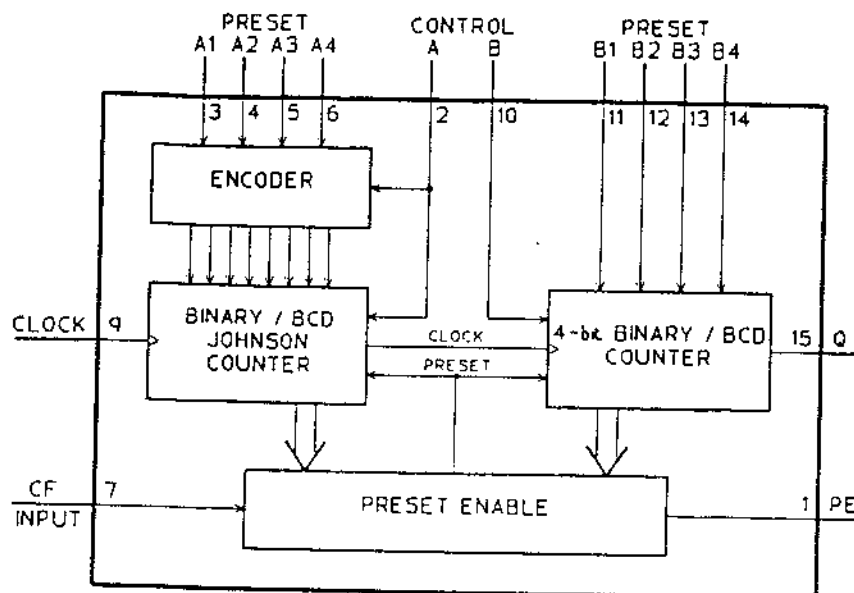 PRESET CONTROL PRESET
A1 A2 A3 A4 A B B1 B2 B3 B4
3 4 5 6 2 10 11 12 13 14
ENCODER
CLOCK 9
BINARY / BCD
JOHNSON
COUNTER
CLOCK
PRESET
4-bit BINARY / BCD
COUNTER
15 Q
CF
INPUT
7
PRESET ENABLE
1 PE